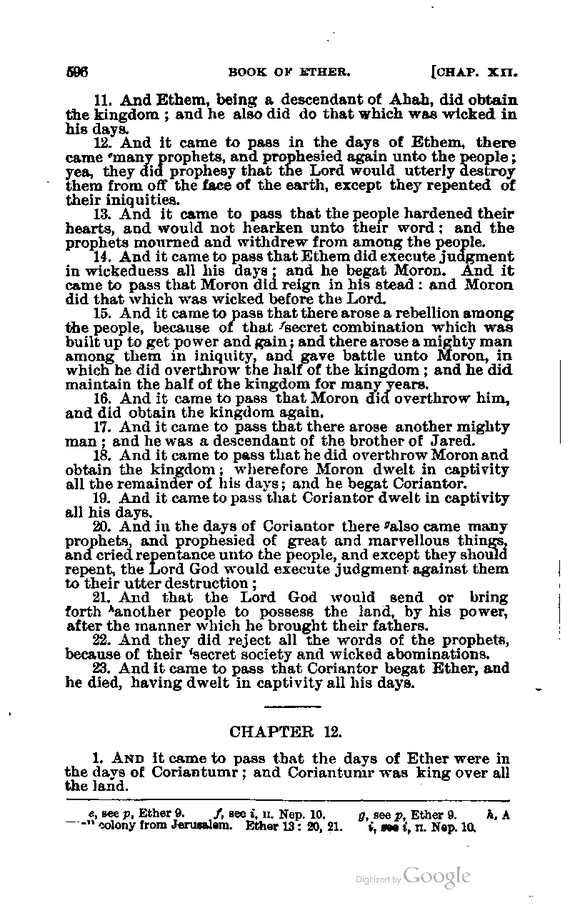 596 BOOK OF ETHER. [CHAP. XII.
11. And Ethem, being a descendant of Ahah, did obtain
the kingdom ; and he also did do that which was wicked in
his days.
12. And it came to pass in the days of Ethem, there
came ᵉmany prophets, and prophesied again unto the people ;
yea, they did prophesy that the Lord would utterly destroy
them from off the face of the earth, except they repented of
their iniquities.
13. And it came to pass that the people hardened their
hearts, and would not hearken unto their word ; and the
prophets mourned and withdrew from among the people.
14. And it came to pass that Ethem did execute judgment
in wickedness all his days ; and he begat Moron. And it
came to pass that Moron did reign in his stead : and Moron
did that which was wicked before the Lord.
15. And it came to pass that there arose a rebellion among
the people, because of that ᶠsecret combination which was
built up to get power and gain ; and there arose a mighty man
among them in iniquity, and gave battle unto Moron, in
which he did overthrow the half of the kingdom ; and he did
maintain the half of the kingdom for many years.
16. And it came to pass that Moron did overthrow him,
and did obtain the kingdom again.
17. And it came to pass that there arose another mighty
man ; and he was a descendant of the brother of Jared.
18. And it came to pass that he did overthrow Moron and
obtain the kingdom ; wherefore Moron dwelt in captivity
all the remainder of his days ; and he begat Coriantor.
19. And it came to pass that Coriantor dwelt in captivity
all his days.
20. And in the days of Coriantor there ᵍalso came many
prophets, and prophesied of great and marvellous things,
and cried repentance unto the people, and except they should
repent, the Lord God would execute judgment against them
to their utter destruction ;
21. And that the Lord God would send or bring
forth ʰanother people to possess the land, by his power,
after the manner which he brought their fathers.
22. And they did reject all the words of the prophets,
because of their ⁱsecret society and wicked abominations.
23. And it came to pass that Coriantor begat Ether, and
he died, having dwelt in captivity all his days.
CHAPTER 12.
1. AND it came to pass that the days of Ether were in
the days of Coriantumr ; and Coriantumr was king over all
the land.
e, see p, Ether 9. f, see i, II. Nep. 10. g, see p, Ether 9. h, A
colony from Jerusalem. Ether 13 : 20, 21. i, see i, II. Nep. 10.
Digitized by Google